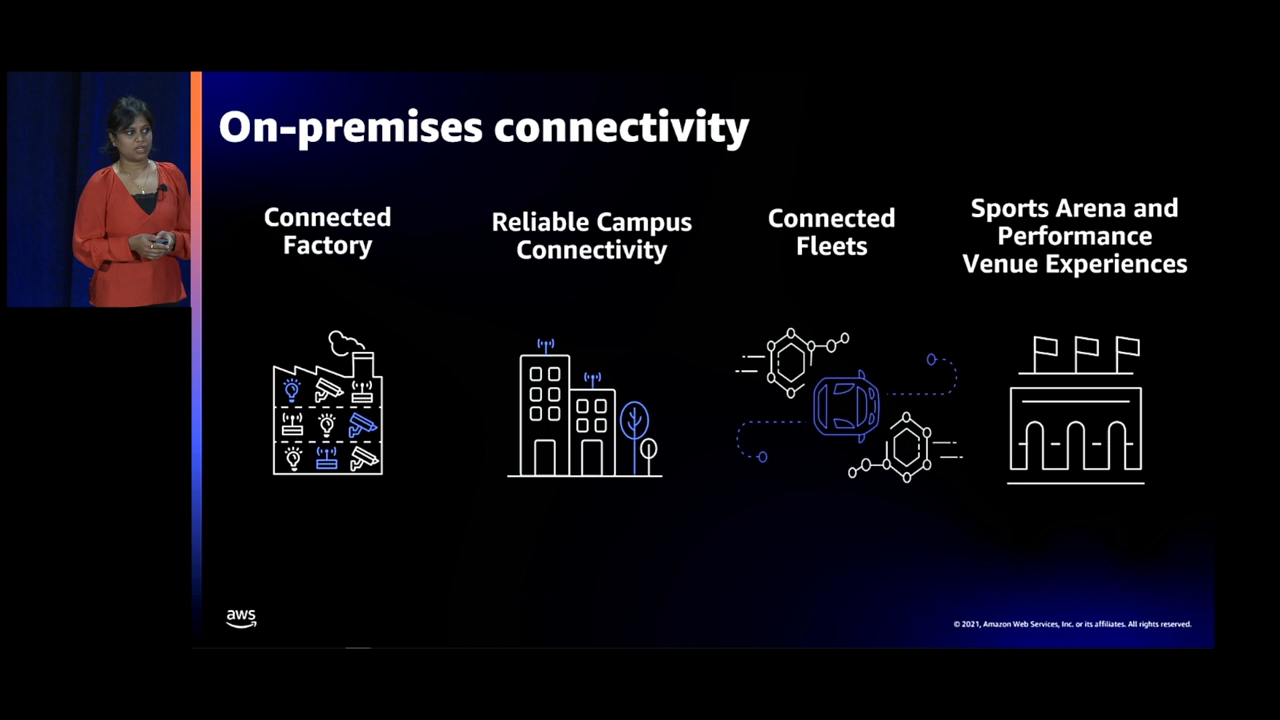 On-premises connectivity
Connected
Factory
Reliable Campus
Connectivity
Connected
Fleets
Sports Arena and
Performance
Venue Experiences
aws
© 2021, Amazon Web Services, Inc. or its affiliates. All rights reserved.